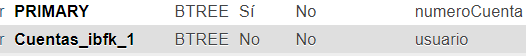 r PRIMARY BTREE Sí No numeroCuenta
r Cuentas_ibfk_1 BTREE No No usuario